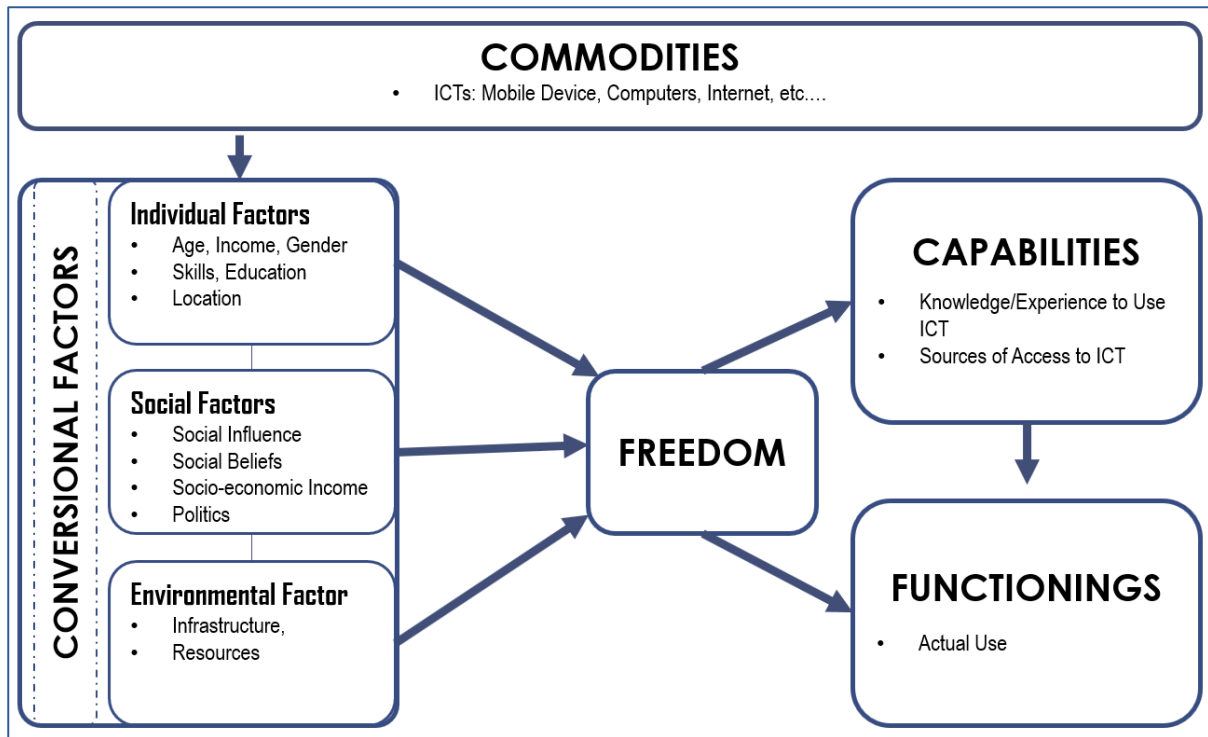 COMMODITIES
• ICTs: Mobile Device, Computers, Internet, etc.…
CONVERSIONAL FACTORS
Individual Factors
• Age, Income, Gender
• Skills, Education
• Location
Social Factors
• Social Influence
• Social Beliefs
• Socio-economic Income
• Politics
Environmental Factor
• Infrastructure,
• Resources
FREEDOM
CAPABILITIES
• Knowledge/Experience to Use
ICT
• Sources of Access to ICT
FUNCTIONINGS
• Actual Use